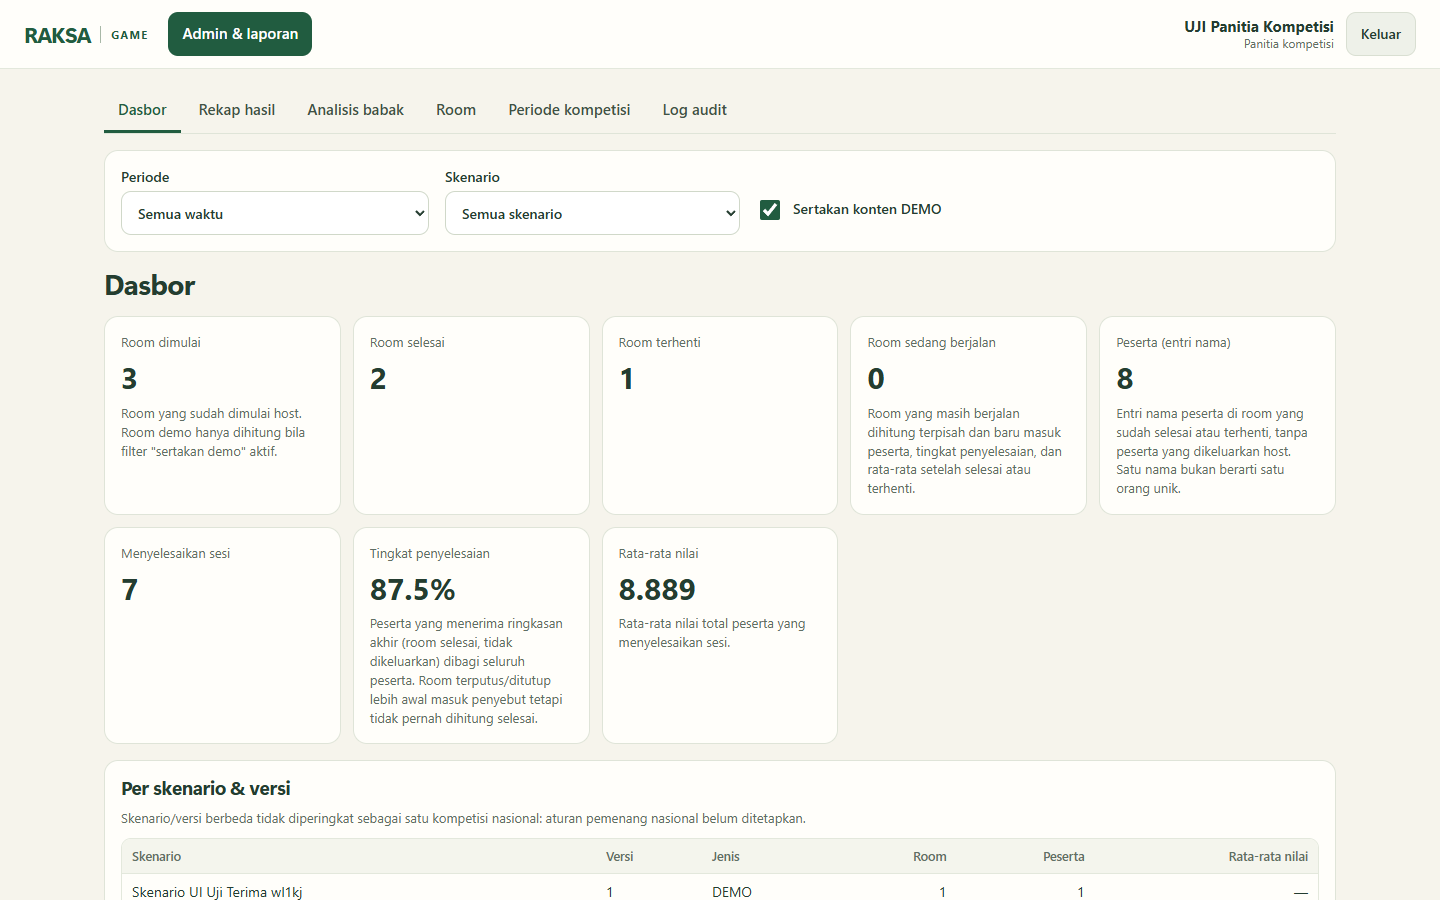 RAKSA GAME Admin & laporan UJI Panitia Kompetisi Panitia kompetisi Keluar
Dasbor Rekap hasil Analisis babak Room Periode kompetisi Log audit
Periode
Semua waktu
Skenario
Semua skenario
Sertakan konten DEMO
Dasbor
Room dimulai
3
Room yang sudah dimulai host.
Room demo hanya dihitung bila
filter "sertakan demo" aktif.
Room selesai
2
Room terhenti
1
Room sedang berjalan
0
Room yang masih berjalan
dihitung terpisah dan baru masuk
peserta, tingkat penyelesaian, dan
rata-rata setelah selesai atau
terhenti.
Peserta (entri nama)
8
Entri nama peserta di room yang
sudah selesai atau terhenti, tanpa
peserta yang dikeluarkan host.
Satu nama bukan berarti satu
orang unik.
Menyelesaikan sesi
7
Tingkat penyelesaian
87.5%
Peserta yang menerima ringkasan
akhir (room selesai, tidak
dikeluarkan) dibagi seluruh
peserta. Room terputus/ditutup
lebih awal masuk penyebut tetapi
tidak pernah dihitung selesai.
Rata-rata nilai
8.889
Rata-rata nilai total peserta yang
menyelesaikan sesi.
Per skenario & versi
Skenario/versi berbeda tidak diperingkat sebagai satu kompetisi nasional: aturan pemenang nasional belum ditetapkan.
Skenario Versi Jenis Room Peserta Rata-rata nilai
Skenario UI Uji Terima wl1kj 1 DEMO 1 1 —